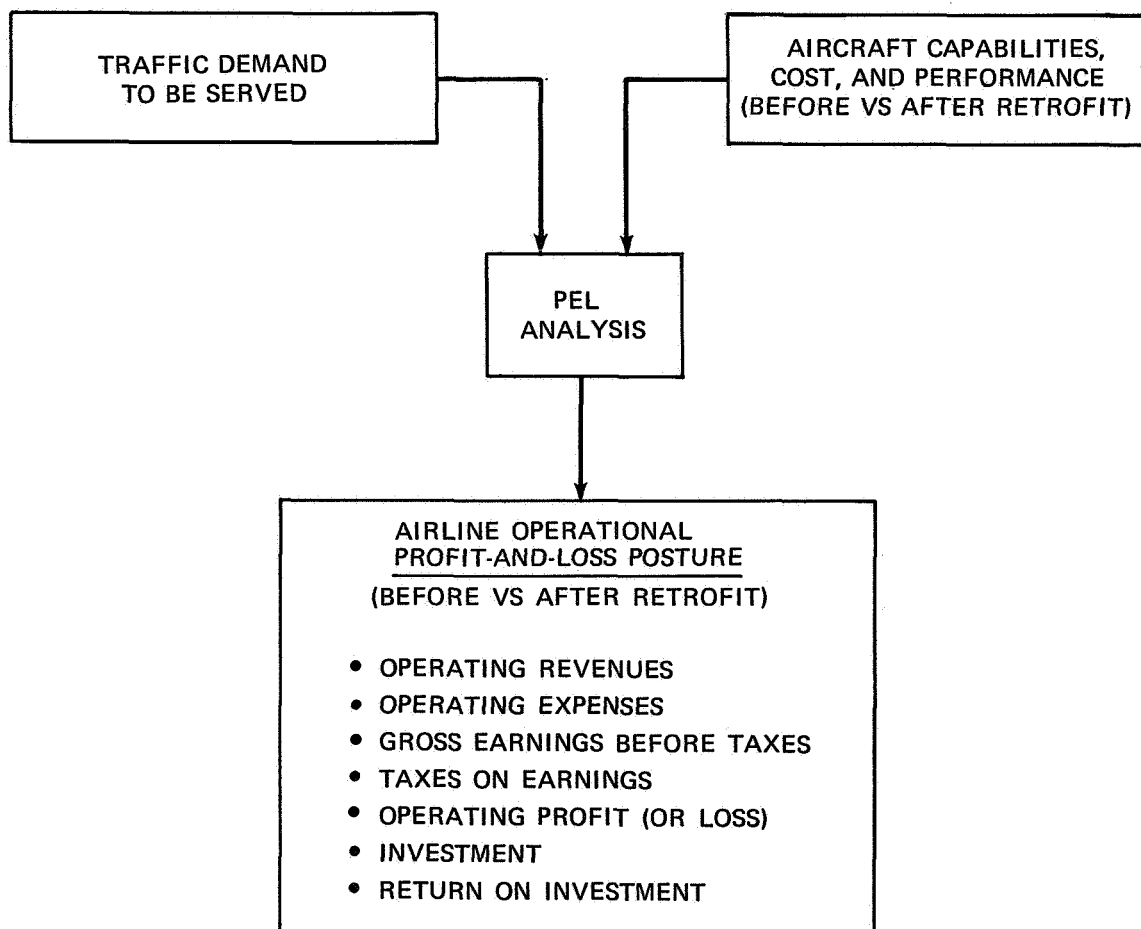 TRAFFIC DEMAND
TO BE SERVED
AIRCRAFT CAPABILITIES,
COST, AND PERFORMANCE
(BEFORE VS AFTER RETROFIT)
PEL
ANALYSIS
AIRLINE OPERATIONAL
PROFIT-AND-LOSS POSTURE
(BEFORE VS AFTER RETROFIT)
• OPERATING REVENUES
• OPERATING EXPENSES
• GROSS EARNINGS BEFORE TAXES
• TAXES ON EARNINGS
• OPERATING PROFIT (OR LOSS)
• INVESTMENT
• RETURN ON INVESTMENT